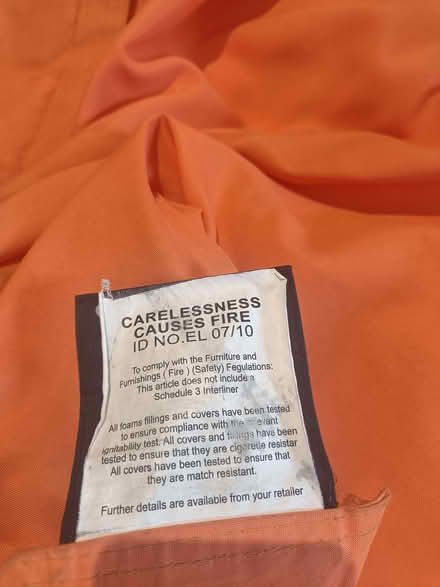 CARELESSNESS
CAUSES FIRE
ID NO.EL 07/10
To comply with the Furniture and
Furnishings ( Fire ) (Safety) Fegulations:
This article does not include a
Schedule 3 Interliner
All foams fillings and covers have been tested
to ensure compliance with the relevant
ignitability test. All covers and fillings have been
tested to ensure that they are cigarette resistar
All covers have been tested to ensure that
they are match resistant.
Further details are available from your retailer